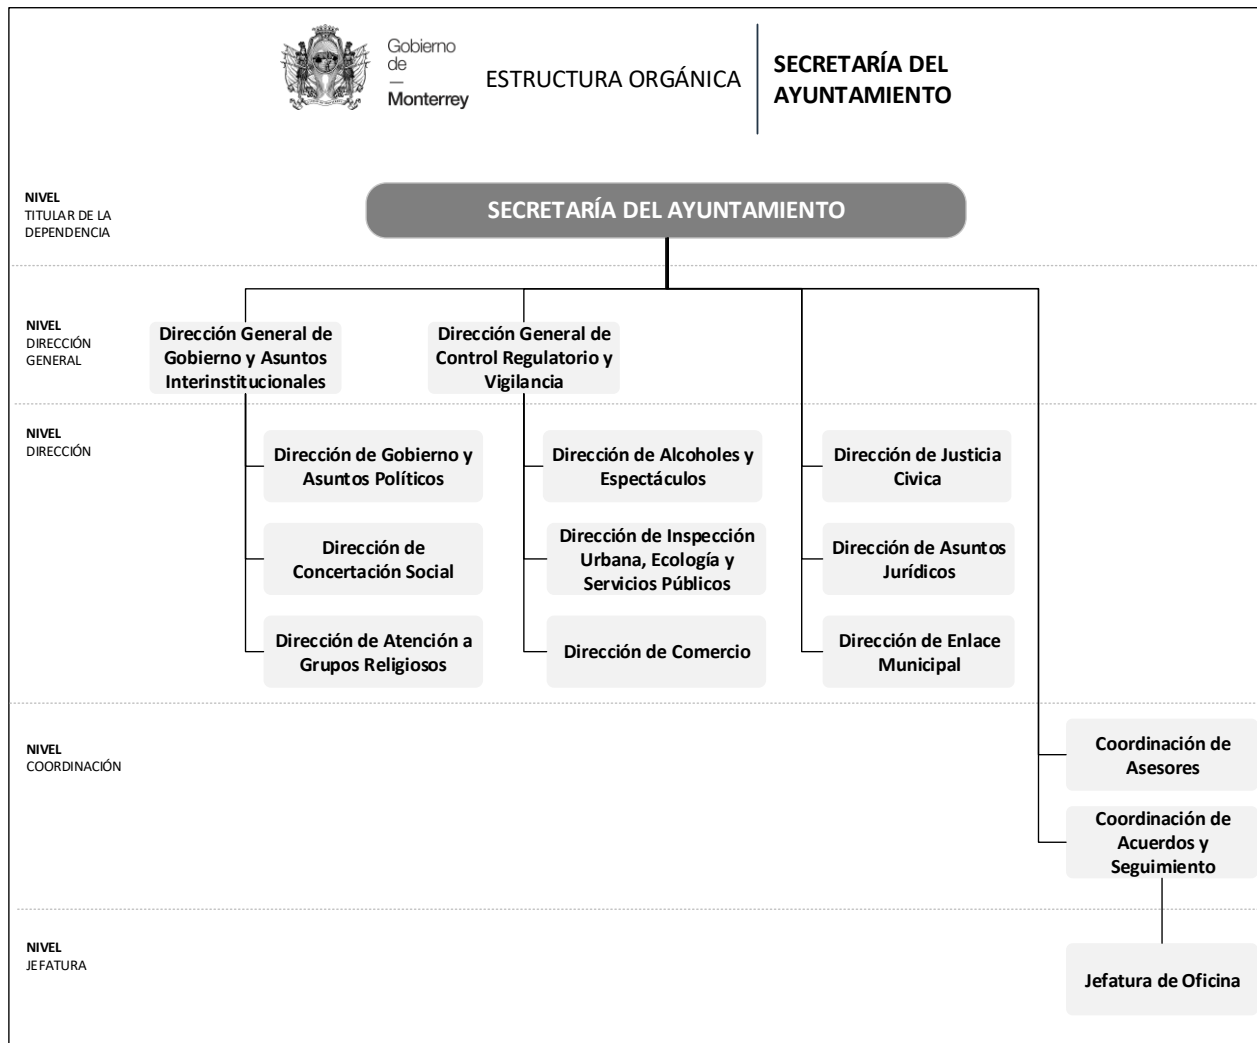 Gobierno
de
—
Monterrey
ESTRUCTURA ORGÁNICA
SECRETARÍA DEL
AYUNTAMIENTO
NIVEL
TITULAR DE LA
DEPENDENCIA
SECRETARÍA DEL AYUNTAMIENTO
NIVEL
DIRECCIÓN
GENERAL
Dirección General de
Gobierno y Asuntos
Interinstitucionales
Dirección General de
Control Regulatorio y
Vigilancia
NIVEL
DIRECCIÓN
Dirección de Gobierno y
Asuntos Políticos
Dirección de Alcoholes y
Espectáculos
Dirección de Justicia
Civica
Dirección de
Concertación Social
Dirección de Inspección
Urbana, Ecología y
Servicios Públicos
Dirección de Asuntos
Jurídicos
Dirección de Atención a
Grupos Religiosos
Dirección de Comercio
Dirección de Enlace
Municipal
NIVEL
COORDINACIÓN
Coordinación de
Asesores
Coordinación de
Acuerdos y
Seguimiento
NIVEL
JEFATURA
Jefatura de Oficina